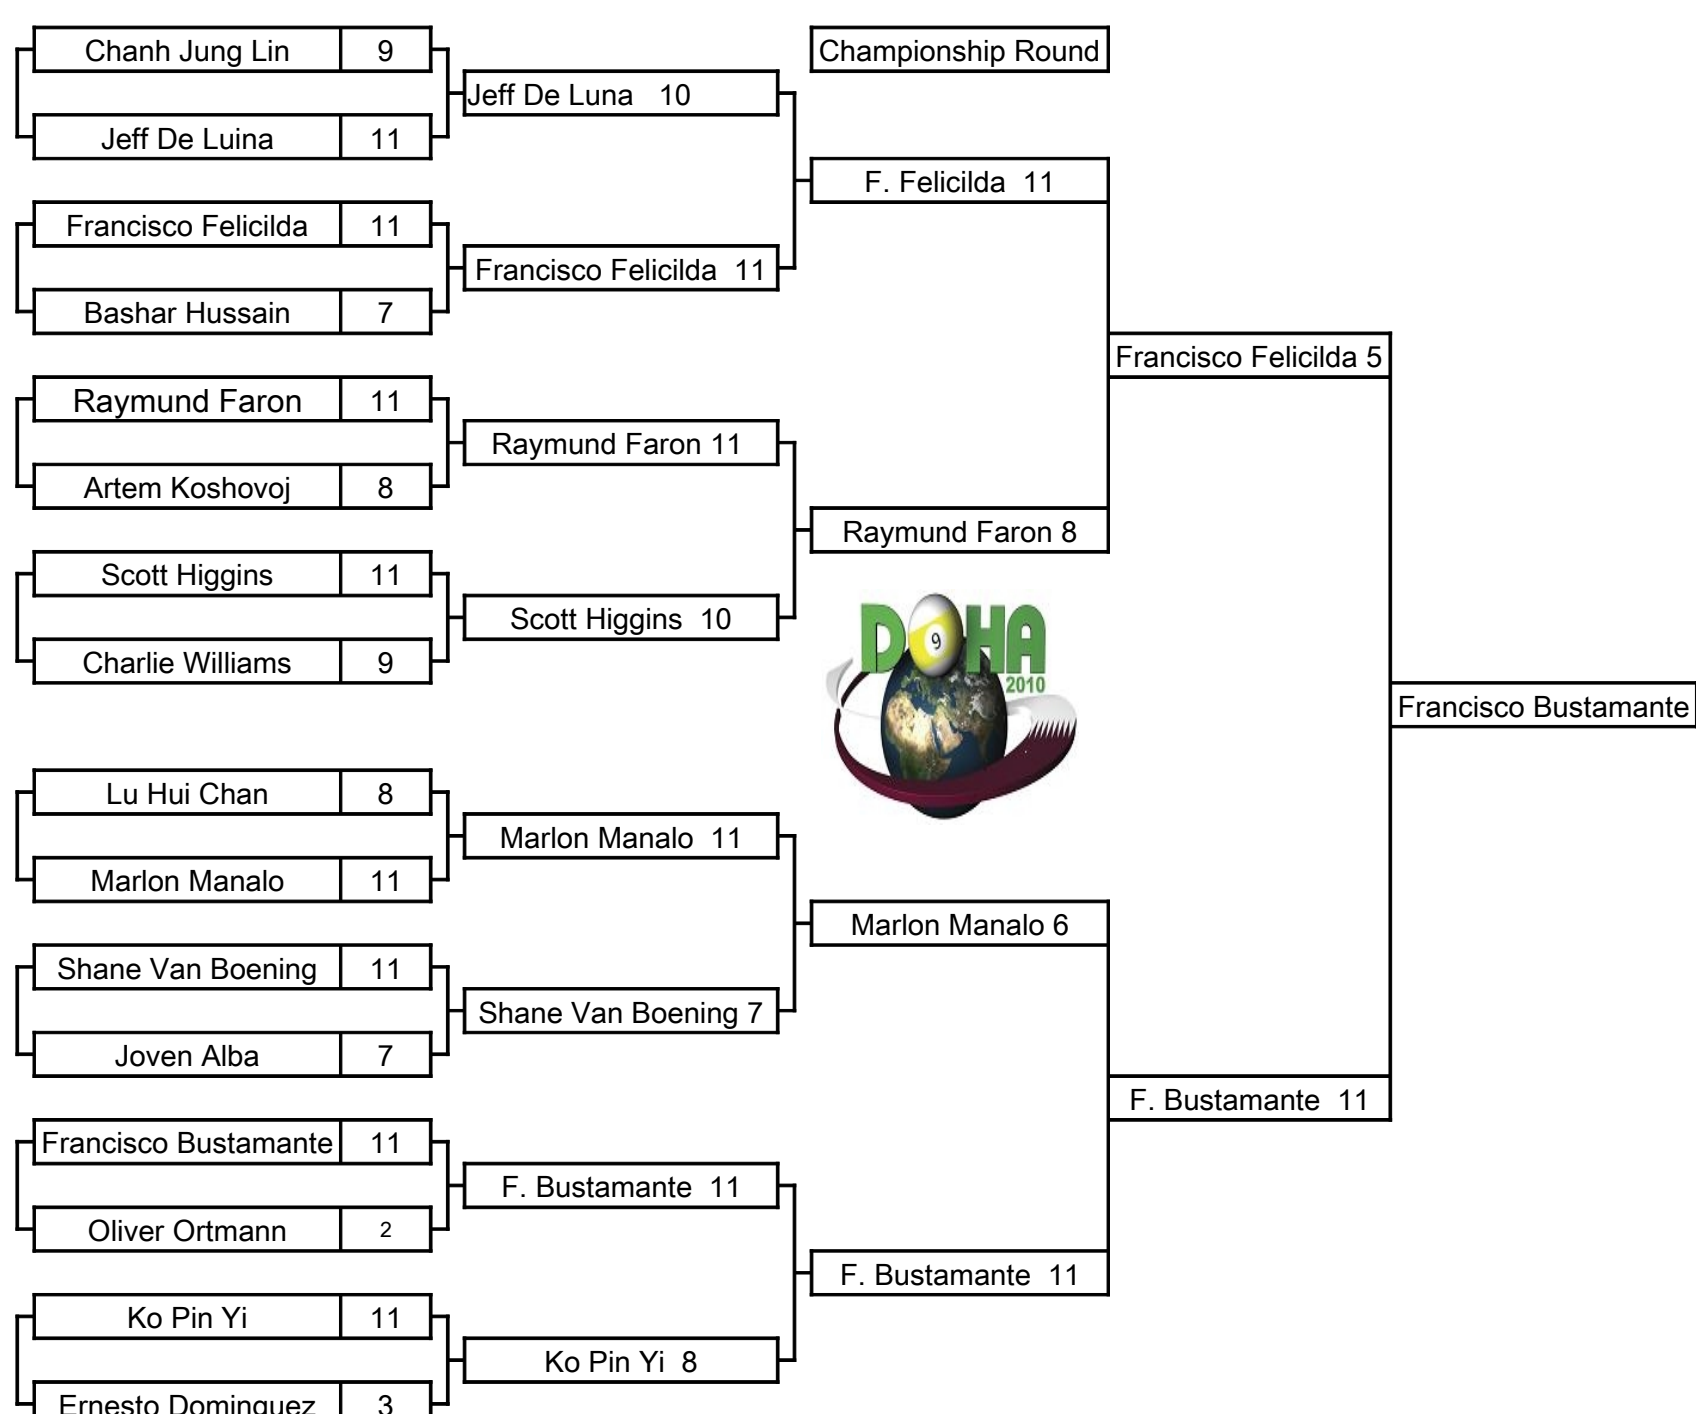 Chanh Jung Lin 9
Championship Round
Jeff De Luna 10
Jeff De Luina 11
F. Felicilda 11
Francisco Felicilda 11
Francisco Felicilda 11
Bashar Hussain 7
Francisco Felicilda 5
Raymund Faron 11
Raymund Faron 11
Artem Koshovoj 8
Raymund Faron 8
Scott Higgins 11
Scott Higgins 10
Charlie Williams 9
DOHA
9
2010
Francisco Bustamante
Lu Hui Chan 8
Marlon Manalo 11
Marlon Manalo 11
Marlon Manalo 6
Shane Van Boening 11
Shane Van Boening 7
Joven Alba 7
F. Bustamante 11
Francisco Bustamante 11
F. Bustamante 11
Oliver Ortmann 2
F. Bustamante 11
Ko Pin Yi 11
Ko Pin Yi 8
Ernesto Dominguez 3